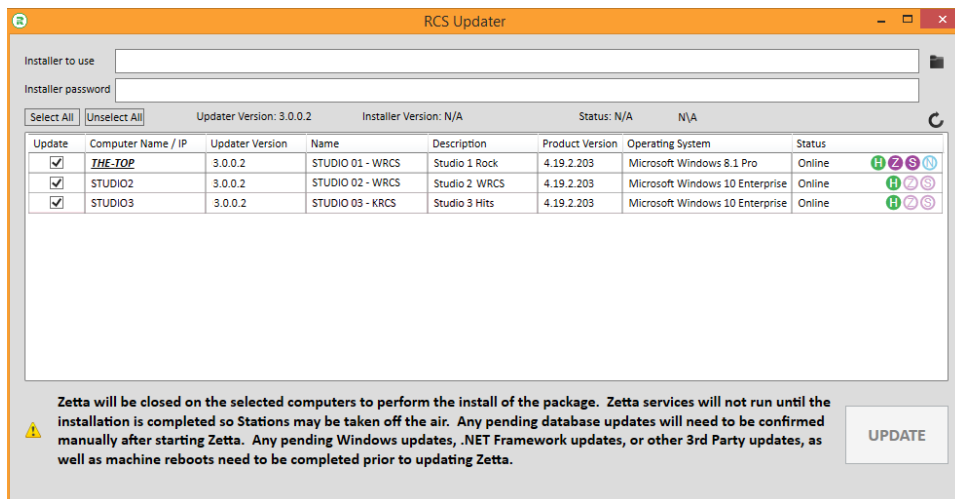 RCS Updater
Installer to use
Installer password
Select All Unselect All Updater Version: 3.0.0.2 Installer Version: N/A Status: N/A N\A
Update Computer Name / IP Updater Version Name Description Product Version Operating System Status
THE-TOP 3.0.0.2 STUDIO 01 - WRCS Studio 1 Rock 4.19.2.203 Microsoft Windows 8.1 Pro Online H Z S N
STUDIO2 3.0.0.2 STUDIO 02 - WRCS Studio 2 WRCS 4.19.2.203 Microsoft Windows 10 Enterprise Online H Z S
STUDIO3 3.0.0.2 STUDIO 03 - KRCS Studio 3 Hits 4.19.2.203 Microsoft Windows 10 Enterprise Online H Z S
Zetta will be closed on the selected computers to perform the install of the package. Zetta services will not run until the
installation is completed so Stations may be taken off the air. Any pending database updates will need to be confirmed
manually after starting Zetta. Any pending Windows updates, .NET Framework updates, or other 3rd Party updates, as
well as machine reboots need to be completed prior to updating Zetta.
UPDATE